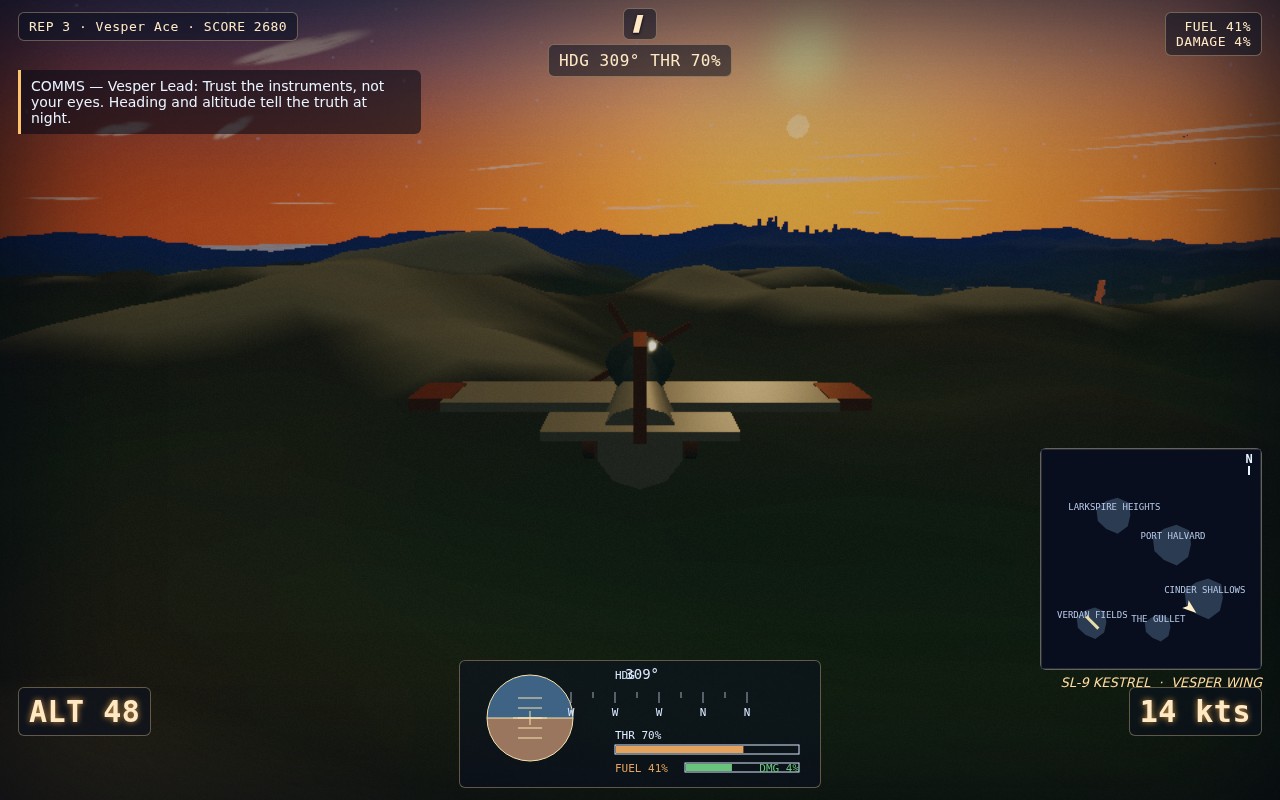 REP 3 · Vesper Ace · SCORE 2680
HDG 309° THR 70%
FUEL 41%
DAMAGE 4%
COMMS — Vesper Lead: Trust the instruments, not
your eyes. Heading and altitude tell the truth at
night.
N
LARKSPIRE HEIGHTS
PORT HALVARD
CINDER SHALLOWS
VERDAN FIELDS
THE GULLET
SL-9 KESTREL · VESPER WING
ALT 48
14 kts
HDG 309°
W W W N N
THR 70%
FUEL 41%
DMG 4%